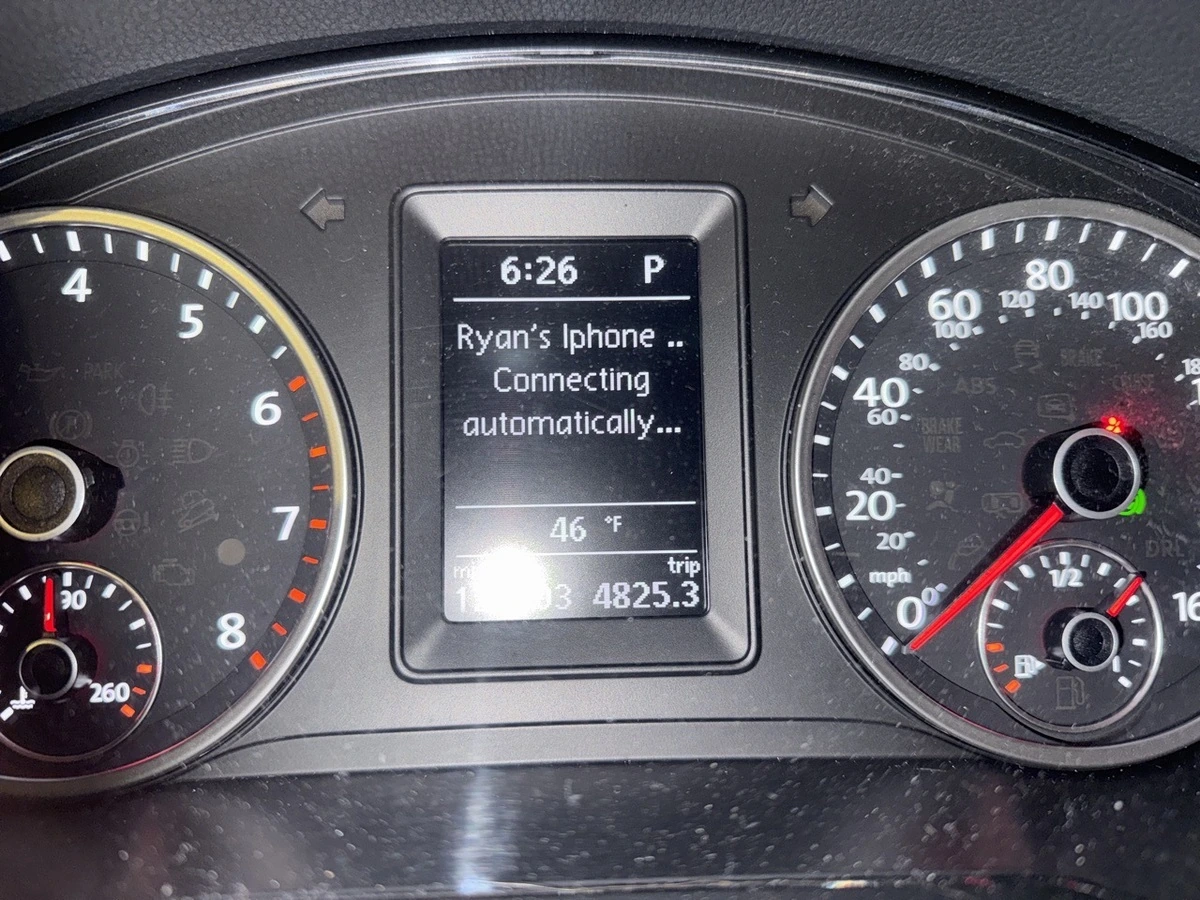 6:26 P
Ryan's Iphone ..
Connecting
automatically...
46 °F
trip
4825.3
4
5
6
7
8
90
260
PARK
0
20
40
60
80
100
0
20
40
60
80
100
120
140
160
mph
ABS
BRAKE
BRAKE
WEAR
DRL
1/2